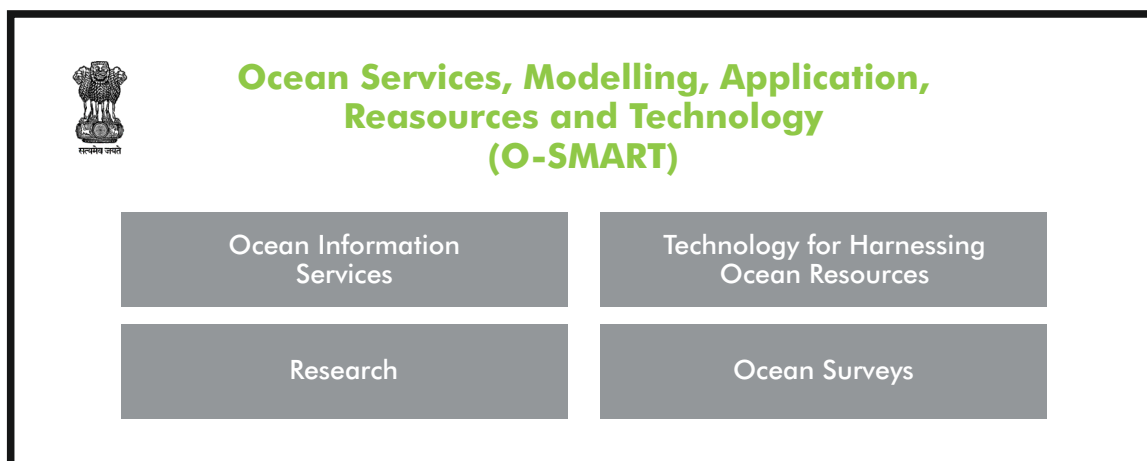 Ocean Services, Modelling, Application,
Reasources and Technology
(O-SMART)
सत्यमेव जयते
Ocean Information
Services
Technology for Harnessing
Ocean Resources
Research
Ocean Surveys